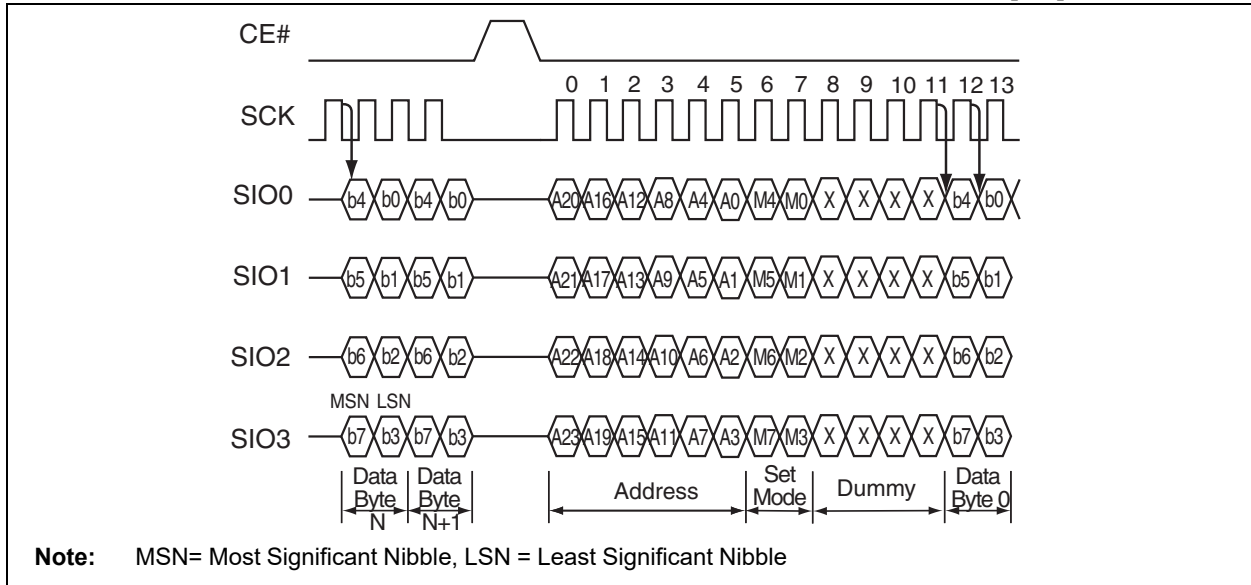 CE#
0 1 2 3 4 5 6 7 8 9 10 11 12 13
SCK
SIO0 b4 b0 b4 b0 A20 A16 A12 A8 A4 A0 M4 M0 X X X X b4 b0
SIO1 b5 b1 b5 b1 A21 A17 A13 A9 A5 A1 M5 M1 X X X X b5 b1
SIO2 b6 b2 b6 b2 A22 A18 A14 A10 A6 A2 M6 M2 X X X X b6 b2
MSN LSN
SIO3 b7 b3 b7 b3 A23 A19 A15 A11 A7 A3 M7 M3 X X X X b7 b3
Data Byte N
Data Byte N+1
Address
Set Mode
Dummy
Data Byte 0
Note: MSN= Most Significant Nibble, LSN = Least Significant Nibble